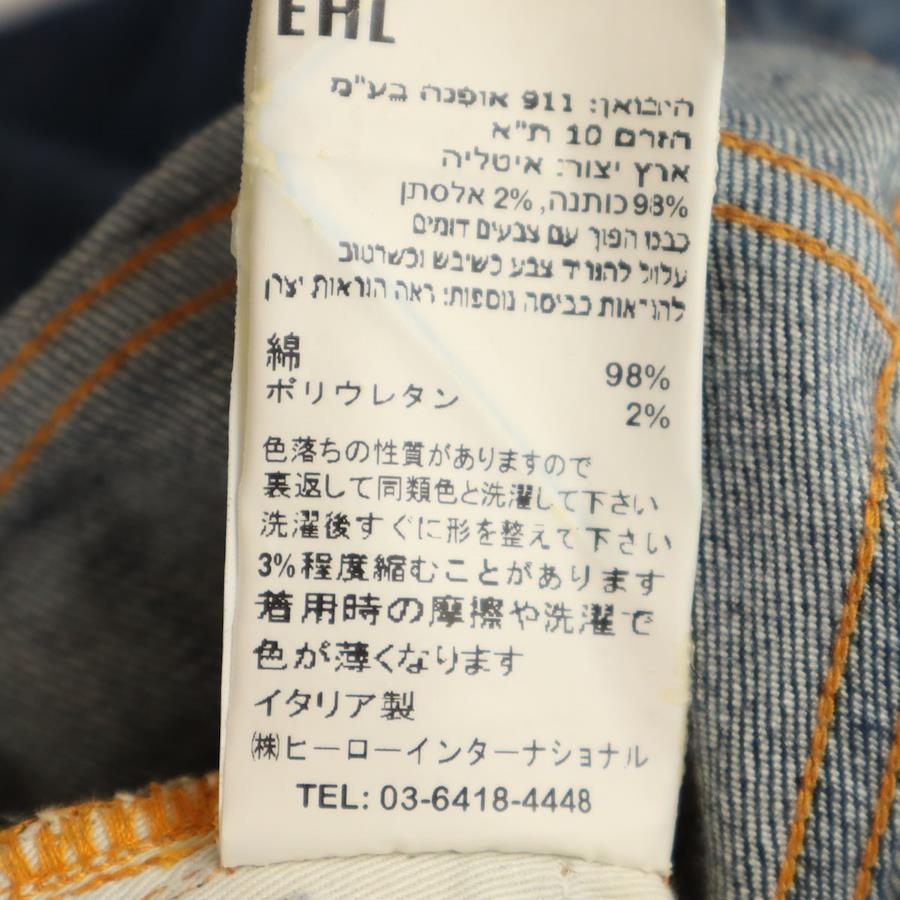 EAC
היבואן: 911 אופנה בע"מ
הזרם 10 ת"א
ארץ יצור: איטליה
98% כותנה, 2% אלסתן
כבסו הפוך עם צבעים דומים
עלול להוריד צבע כשיבש וכשרטוב
להוראות כביסה נוספות: ראה הוראות יצרן
綿 98%
ポリウレタン 2%
色落ちの性質がありますので
裏返しして同類色と洗濯して下さい
洗濯後すぐに形を整えて下さい
3%程度縮むことがあります
着用時の摩擦や洗濯で
色が薄くなります
イタリア製
㈱ヒーローインターナショナル
TEL: 03-6418-4448